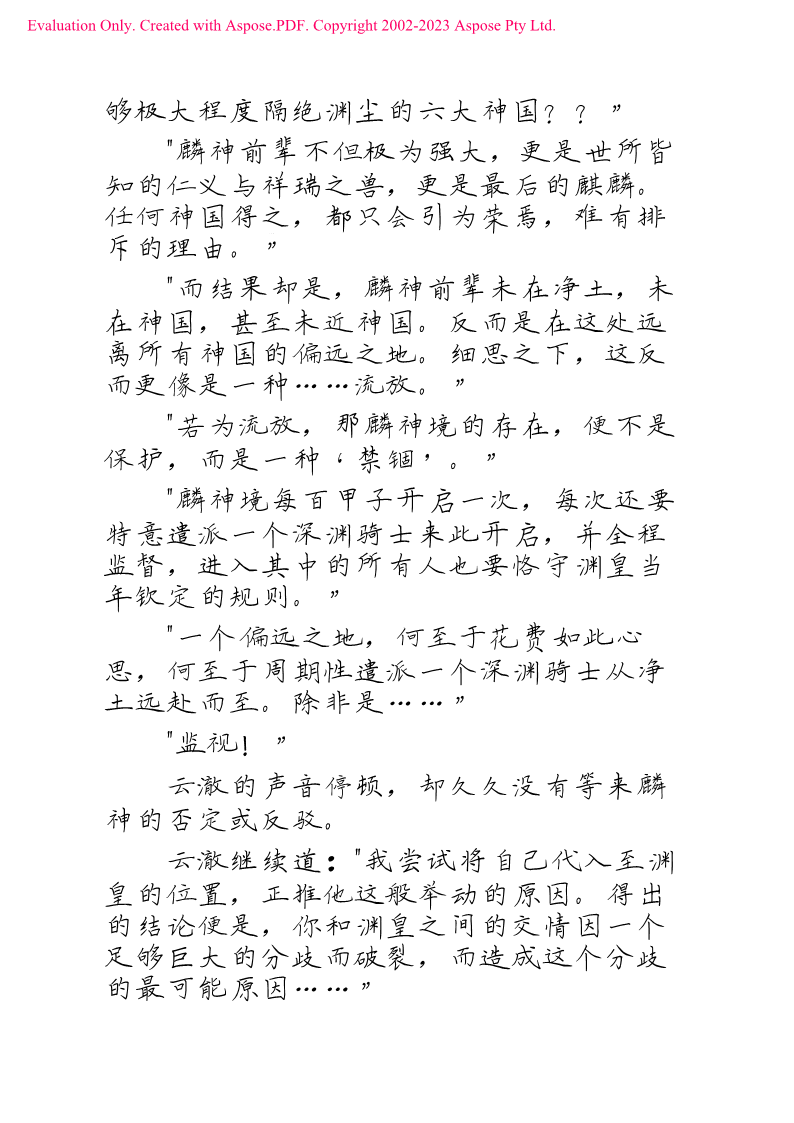 Evaluation Only. Created with Aspose.PDF. Copyright 2002-2023 Aspose Pty Ltd.
够极大程度隔绝渊尘的六大神国？？”
"麟神前辈不但极为强大，更是世所皆
知的仁义与祥瑞之兽，更是最后的麒麟。
任何神国得之，都只会引为荣焉，难有排
斥的理由。”
"而结果却是，麟神前辈未在净土，未
在神国，甚至未近神国。反而是在这处远
离所有神国的偏远之地。细思之下，这反
而更像是一种……流放。”
"若为流放，那麟神境的存在，便不是
保护，而是一种‘禁锢’。”
"麟神境每百甲子开启一次，每次还要
特意遣派一个深渊骑士来此开启，并全程
监督，进入其中的所有人也要恪守渊皇当
年钦定的规则。”
"一个偏远之地，何至于花费如此心
思，何至于周期性遣派一个深渊骑士从净
土远赴而至。除非是……”
"监视！”
云澈的声音停顿，却久久没有等来麟
神的否定或反驳。
云澈继续道："我尝试将自己代入至渊
皇的位置，正推他这般举动的原因。得出
的结论便是，你和渊皇之间的交情因一个
足够巨大的分歧而破裂，而造成这个分歧
的最可能原因……”